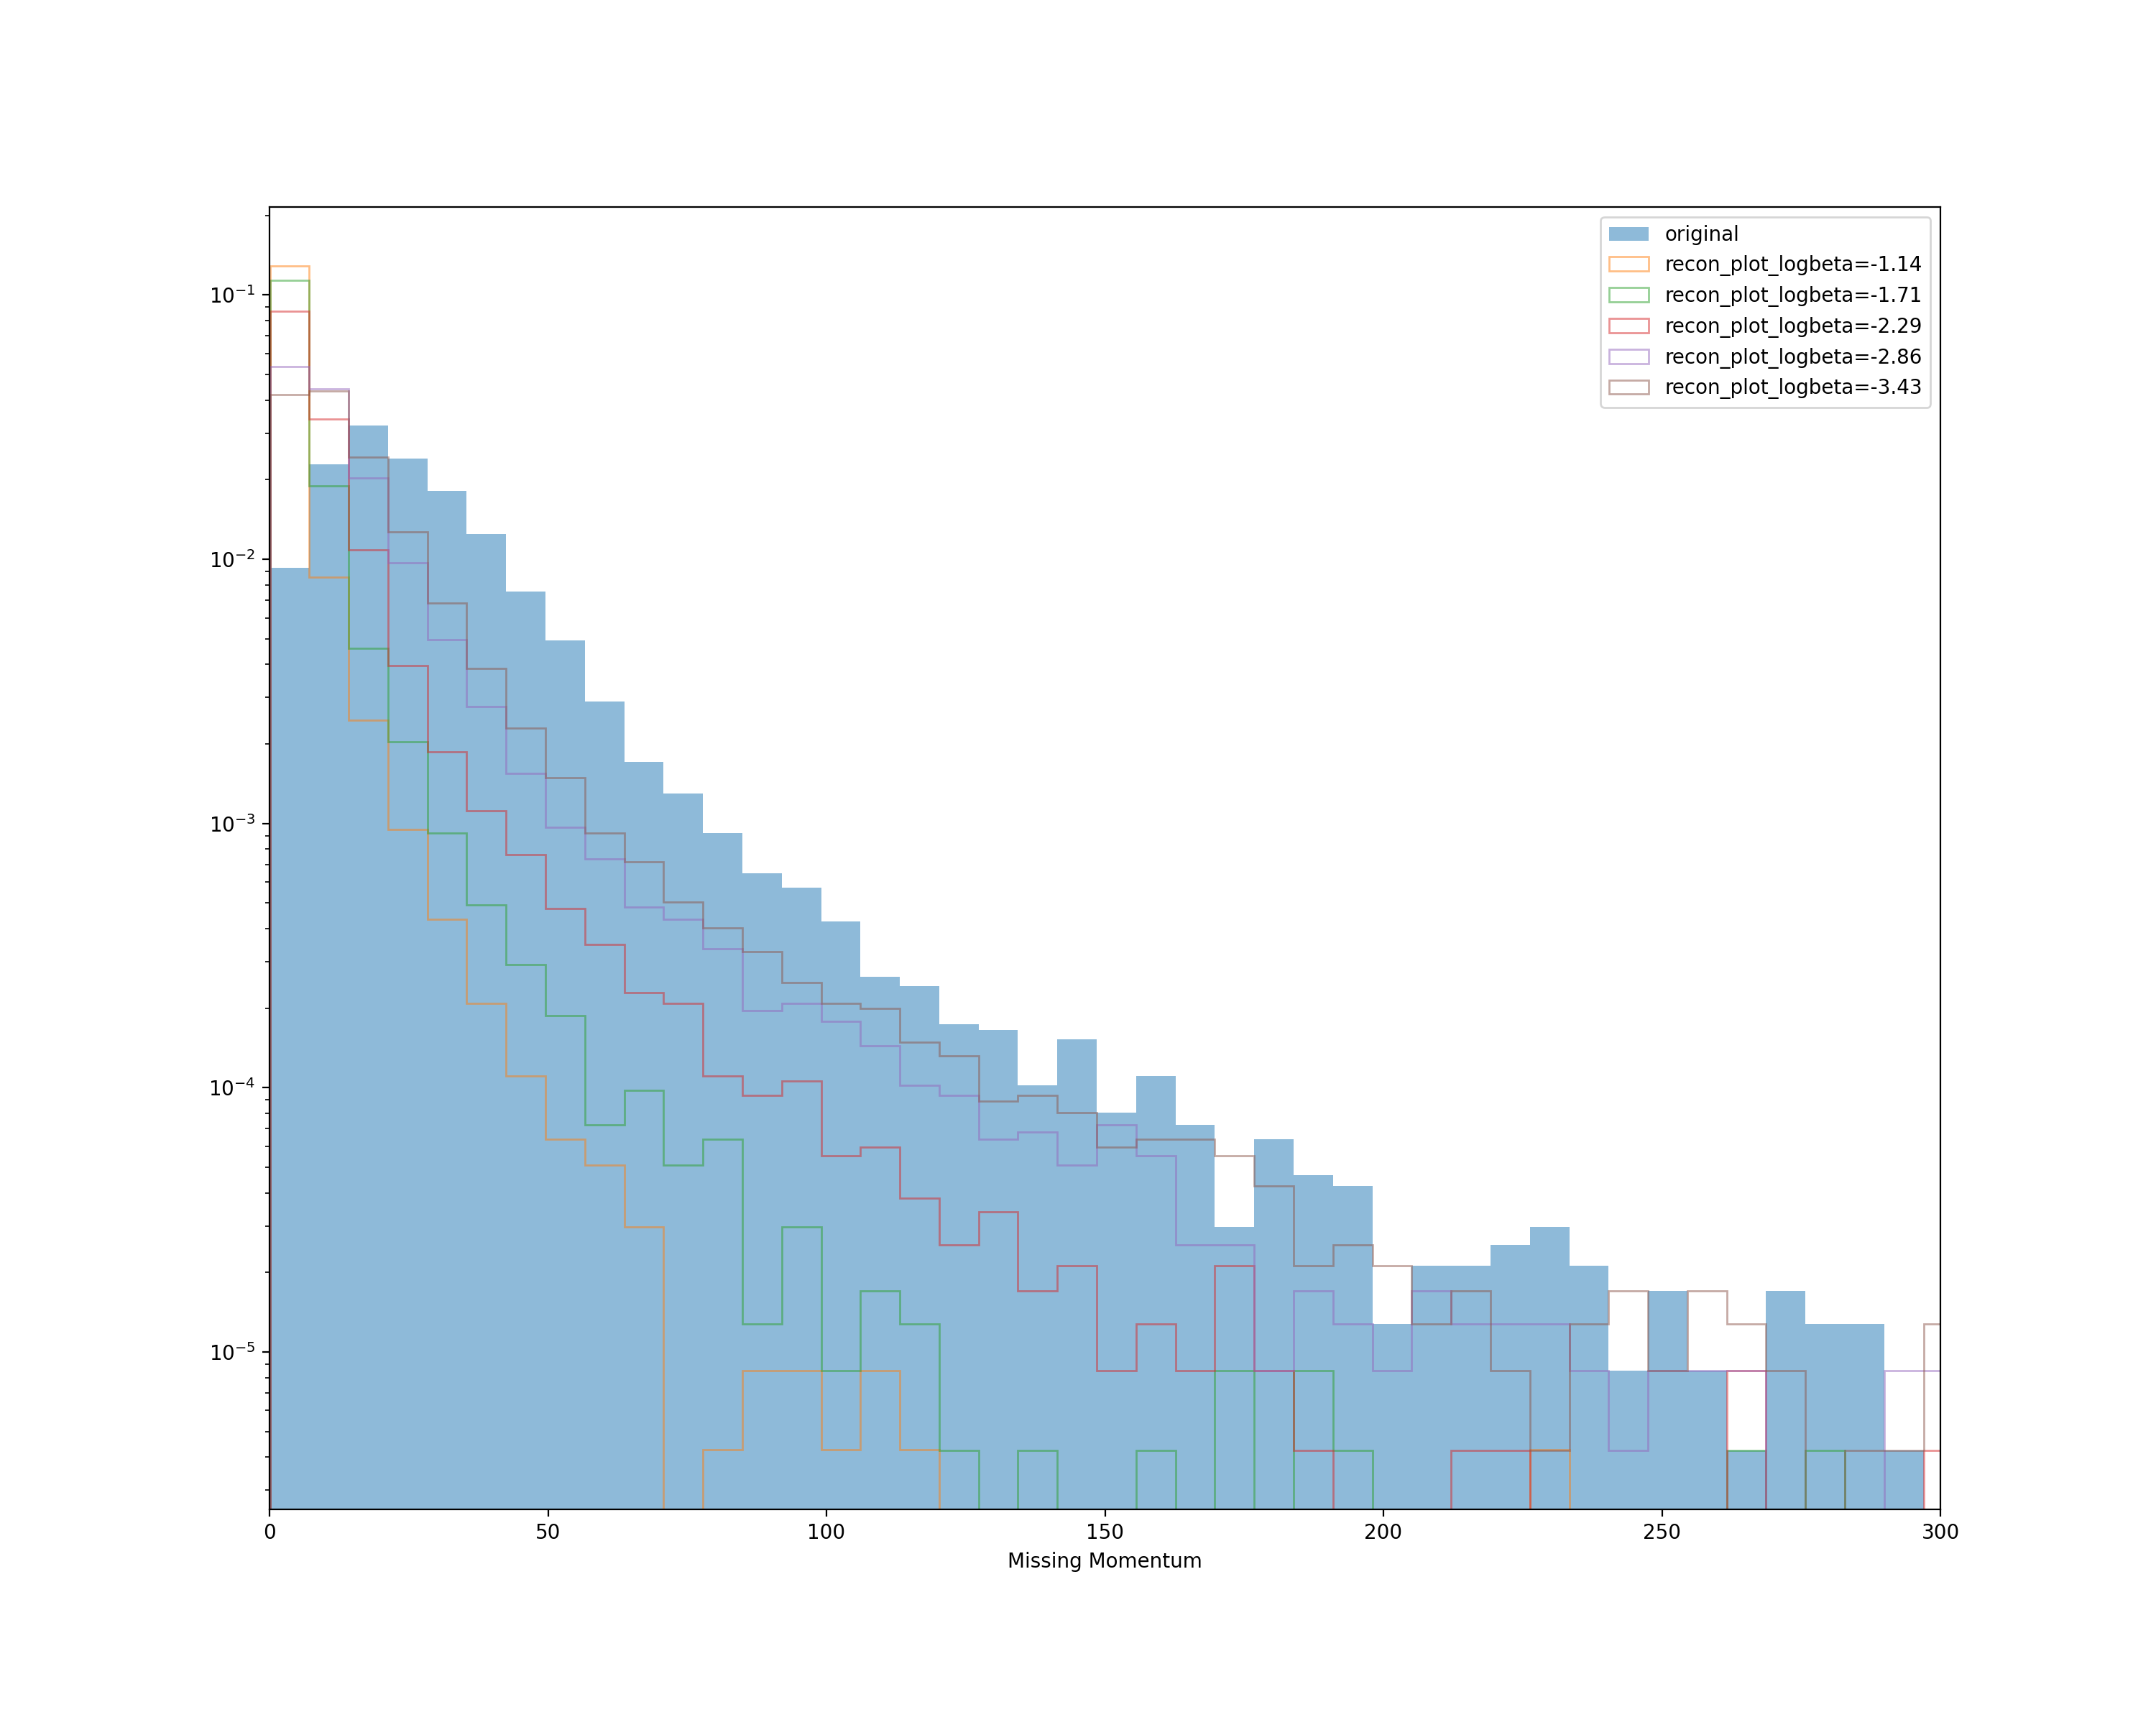 original
recon_plot_logbeta=-1.14
recon_plot_logbeta=-1.71
recon_plot_logbeta=-2.29
recon_plot_logbeta=-2.86
recon_plot_logbeta=-3.43
10⁻¹
10⁻²
10⁻³
10⁻⁴
10⁻⁵
0 50 100 150 200 250 300
Missing Momentum